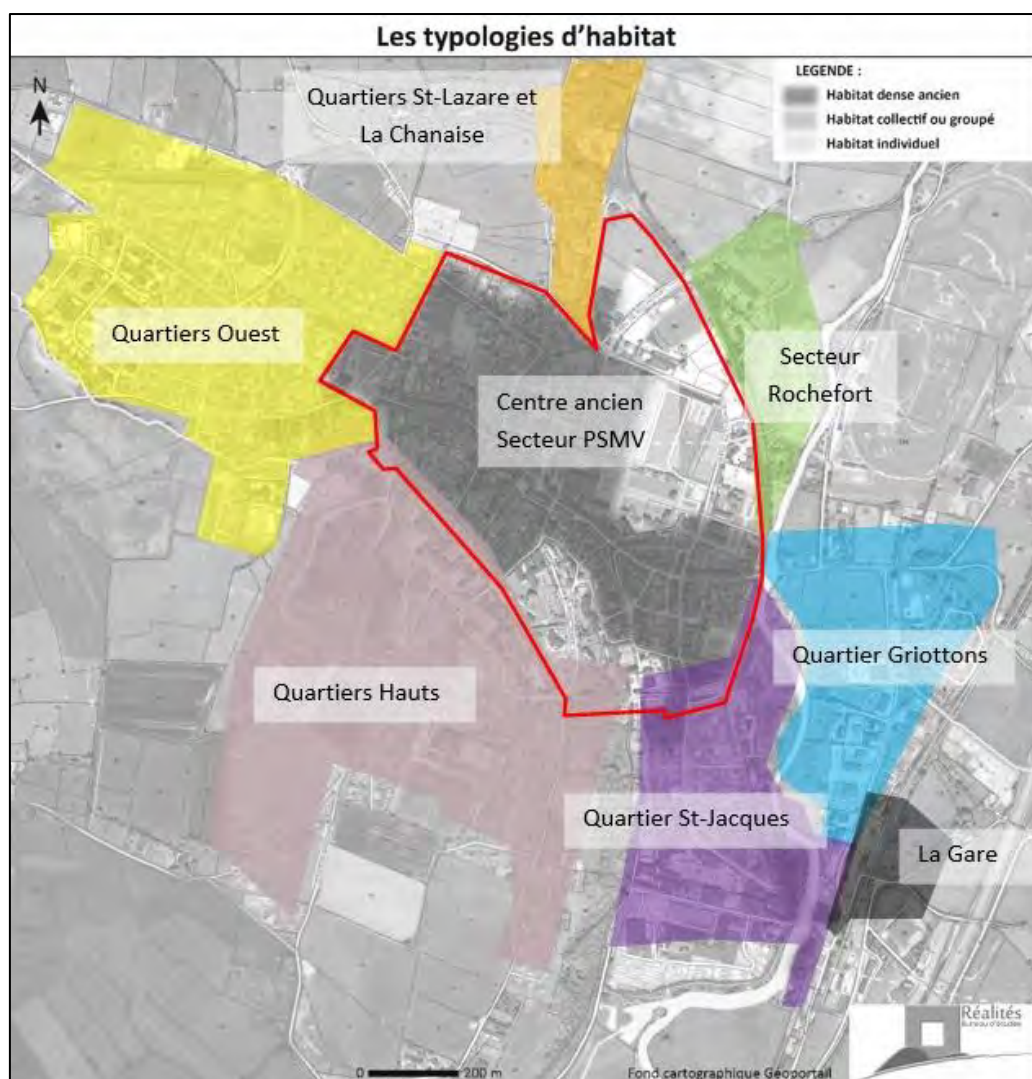 Les typologies d'habitat
N
Quartiers St-Lazare et
La Chanaise
LEGENDE :
Habitat dense ancien
Habitat collectif ou groupé
Habitat individuel
Quartiers Ouest
Centre ancien
Secteur PSMV
Secteur
Rochefort
Quartiers Hauts
Quartier Griottons
Quartier St-Jacques
La Gare
Réalités
Bureau d'études
0 200 m
Fond cartographique Géoportail